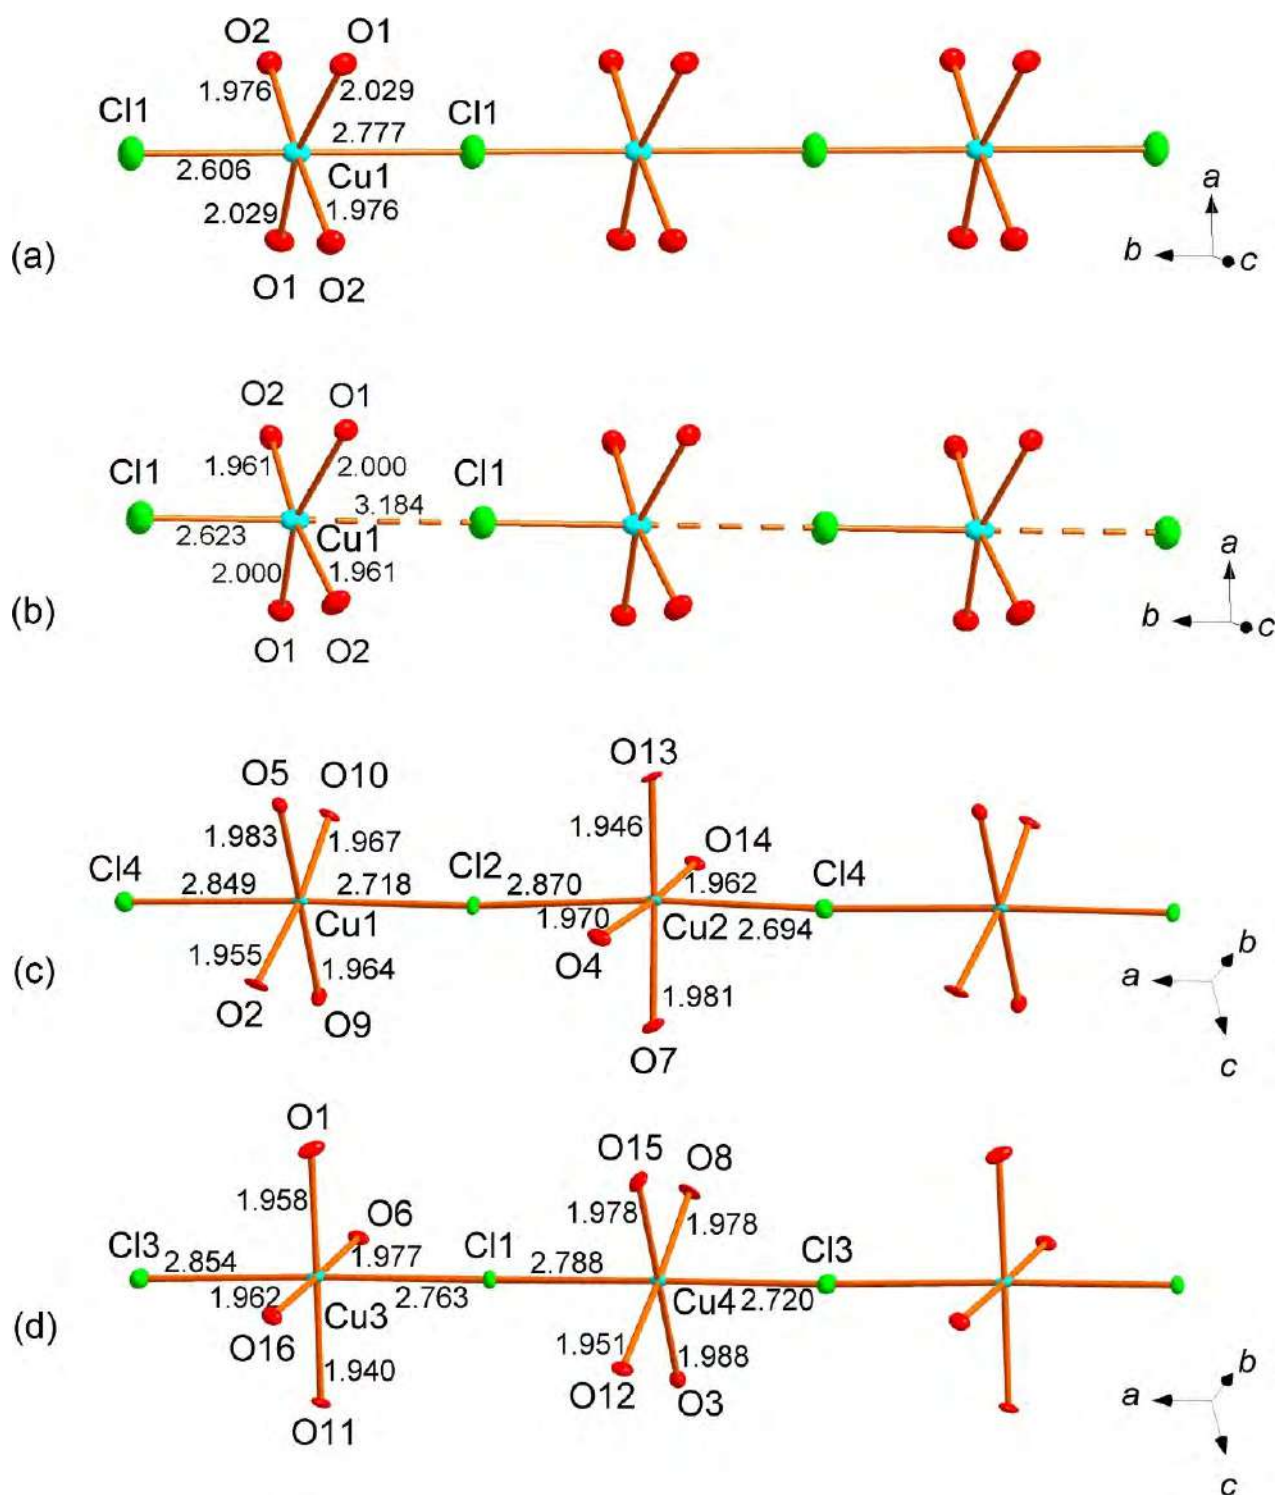 O2 O1
1.976 2.029
Cl1 2.777 Cl1
2.606 Cu1
2.029 1.976
O1 O2
(a)
a
b c
O2 O1
1.961 2.000
Cl1 3.184 Cl1
2.623 Cu1
2.000 1.961
O1 O2
(b)
a
b c
O13
O5 O10
1.983 1.967 1.946 O14
Cl4 2.849 2.718 Cl2 2.870 1.962 Cl4
Cu1 1.970 Cu2 2.694
1.955 1.964 O4
O2 O9 1.981
O7
(c)
b
a
c
O1
O15 O8
1.958 O6 1.978 1.978
Cl3 2.854 1.977 Cl1 2.788 Cl3
1.962 Cu3 2.763 Cu4 2.720
O16 1.940 1.951 1.988
O12 O3
O11
(d)
b
a
c